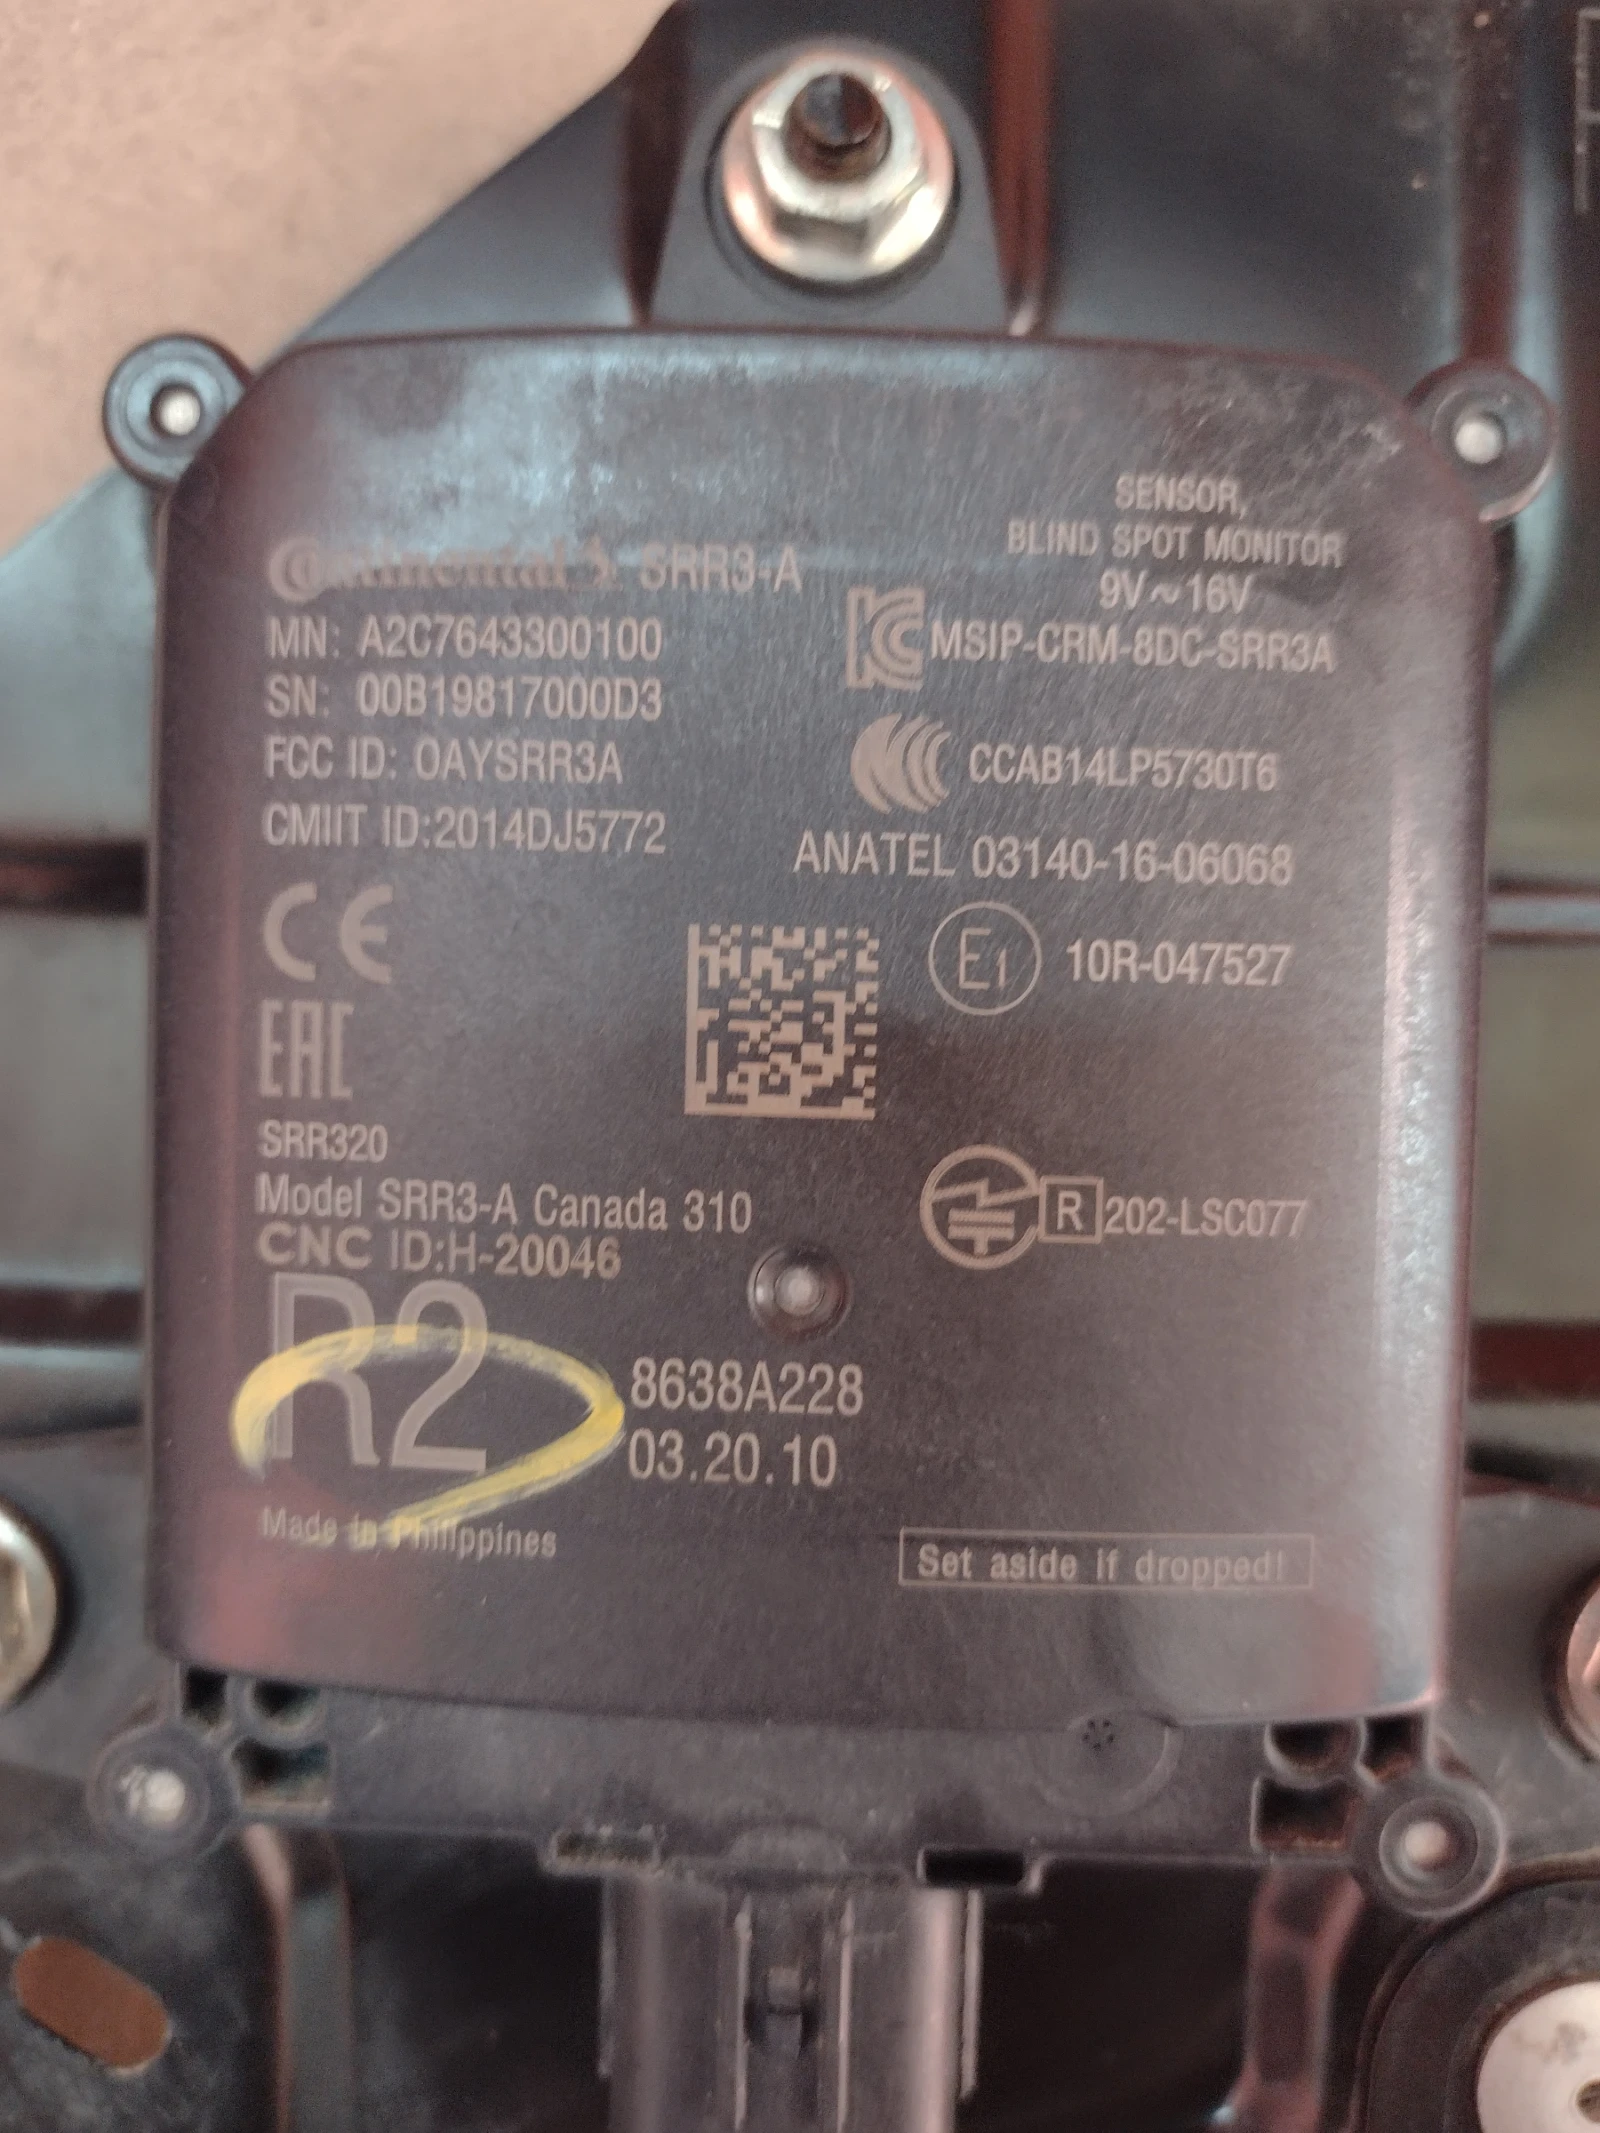 Continental SRR3-A
MN: A2C7643300100
SN: 00B19817000D3
FCC ID: OAYSRR3A
CMIIT ID:2014DJ5772
CE
EAC
SRR320
Model SRR3-A Canada 310
CNC ID:H-20046
R2
8638A228
03.20.10
Made in Philippines
SENSOR,
BLIND SPOT MONITOR
9V~16V
KC MSIP-CRM-8DC-SRR3A
CCAB14LP5730T6
ANATEL 03140-16-06068
E1 10R-047527
R 202-LSC077
Set aside if dropped!